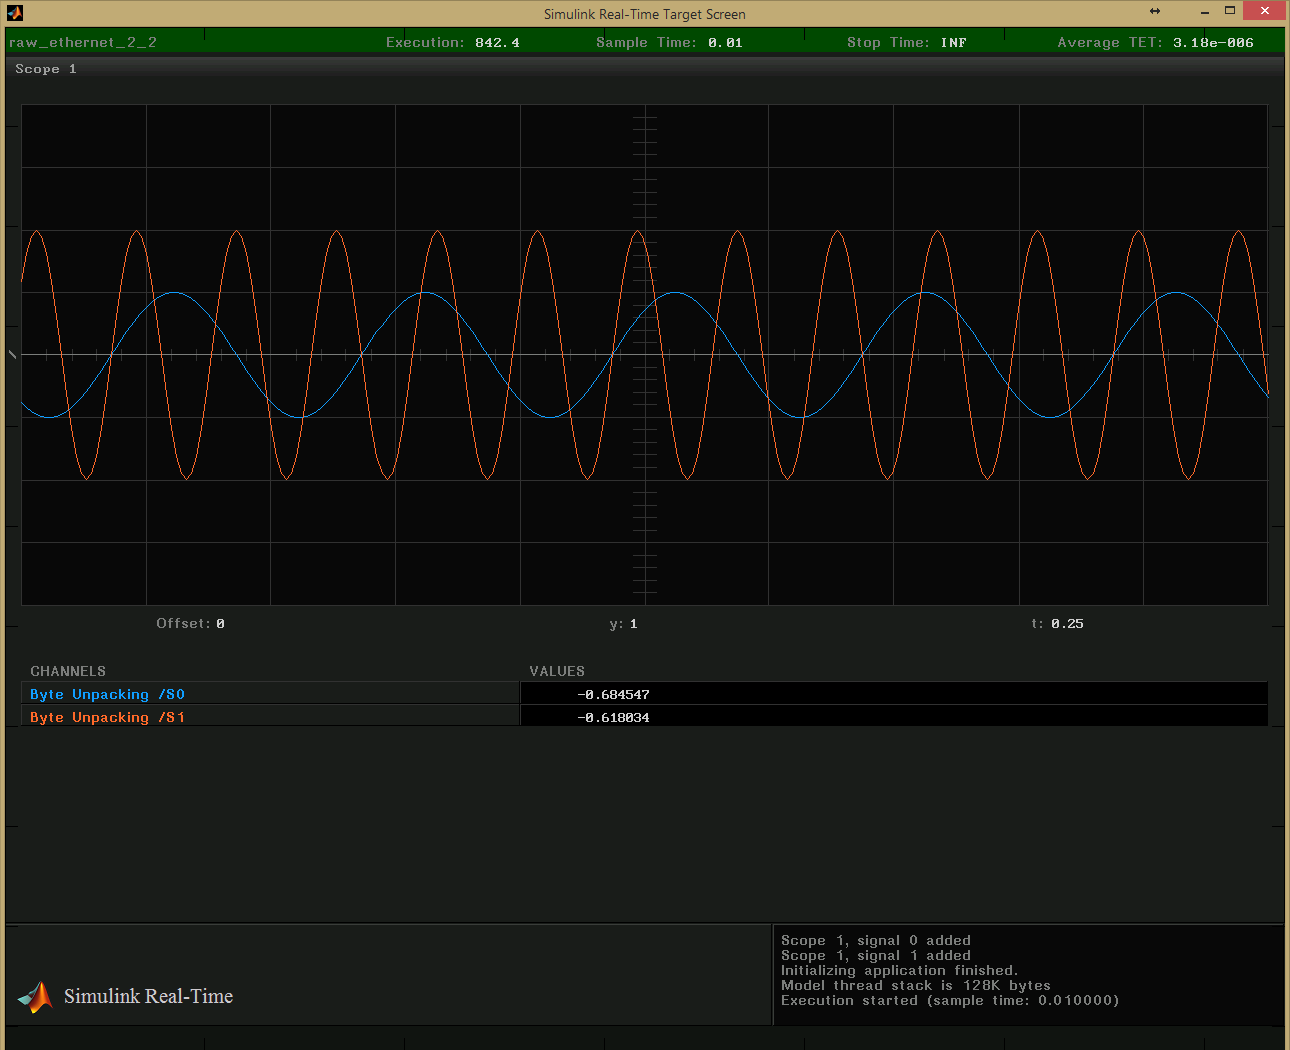 Simulink Real-Time Target Screen
raw_ethernet_2_2 Execution: 842.4 Sample Time: 0.01 Stop Time: INF Average TET: 3.18e-006
Scope 1
Offset: 0 y: 1 t: 0.25
CHANNELS VALUES
Byte Unpacking /S0 -0.684547
Byte Unpacking /S1 -0.618034
Scope 1, signal 0 added
Scope 1, signal 1 added
Initializing application finished.
Model thread stack is 128K bytes
Execution started (sample time: 0.010000)
Simulink Real-Time